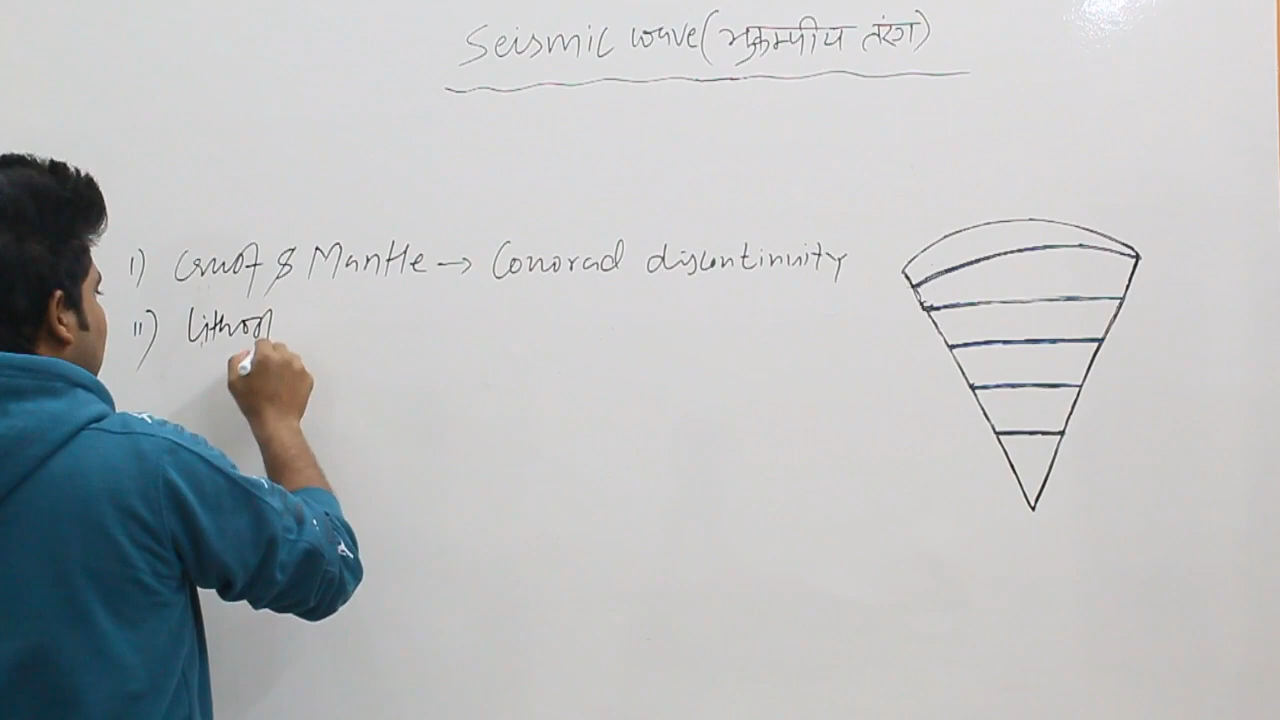 Seismic wave (भूकम्पीय तरंग)
i) Crust & Mantle → Conorad discontinuity
ii) Lithos